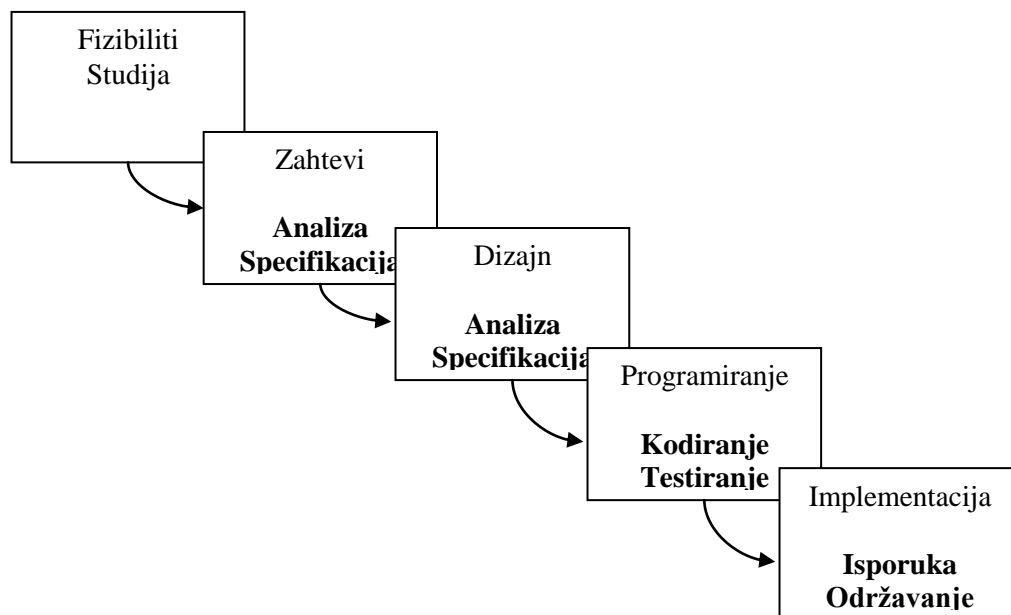 Fizibiliti
Studija
Zahtevi
Analiza
Specifikacija
Dizajn
Analiza
Specifikacija
Programiranje
Kodiranje
Testiranje
Implementacija
Isporuka
Održavanje